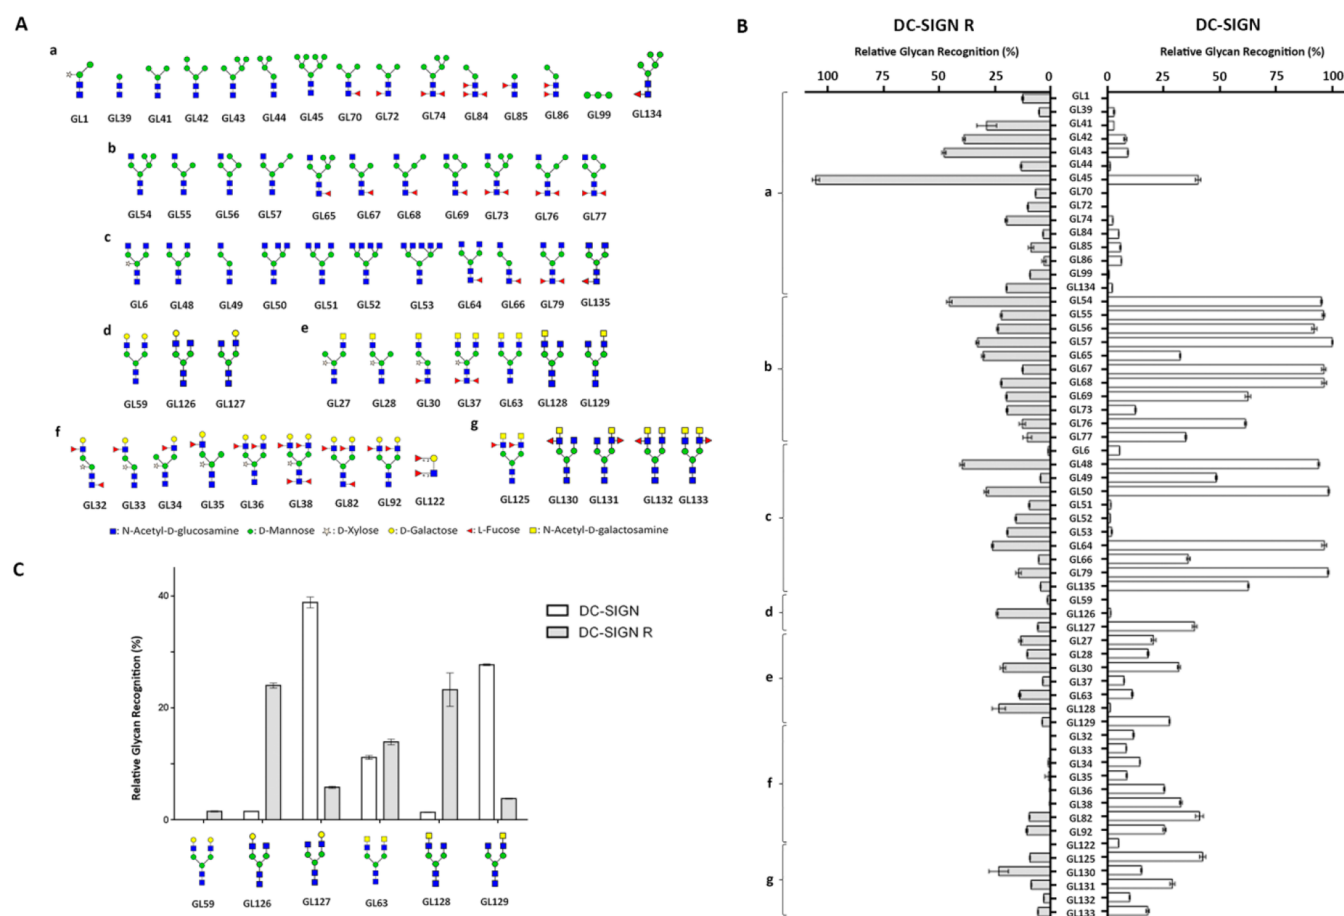 A
a
GL1 GL39 GL41 GL42 GL43 GL44 GL45 GL70 GL72 GL74 GL84 GL85 GL86 GL99 GL134
b
GL54 GL55 GL56 GL57 GL65 GL67 GL68 GL69 GL73 GL76 GL77
c
GL6 GL48 GL49 GL50 GL51 GL52 GL53 GL64 GL66 GL79 GL135
d
e
GL59 GL126 GL127
GL27 GL28 GL30 GL37 GL63 GL128 GL129
f
g
GL32 GL33 GL34 GL35 GL36 GL38 GL82 GL92 GL122
GL125 GL130 GL131 GL132 GL133
: N-Acetyl-D-glucosamine : D-Mannose : D-Xylose : D-Galactose : L-Fucose : N-Acetyl-D-galactosamine
B
DC-SIGN R
DC-SIGN
Relative Glycan Recognition (%)
Relative Glycan Recognition (%)
100 75 50 25 0
0 25 50 75 100
a
GL1
GL39
GL41
GL42
GL43
GL44
GL45
GL70
GL72
GL74
GL84
GL85
GL86
GL99
GL134
b
GL54
GL55
GL56
GL57
GL65
GL67
GL68
GL69
GL73
GL76
GL77
c
GL6
GL48
GL49
GL50
GL51
GL52
GL53
GL64
GL66
GL79
GL135
d
GL59
GL126
GL127
e
GL27
GL28
GL30
GL37
GL63
GL128
GL129
f
GL32
GL33
GL34
GL35
GL36
GL38
GL82
GL92
GL122
g
GL125
GL130
GL131
GL132
GL133
C
Relative Glycan Recognition (%)
40
20
0
DC-SIGN
DC-SIGN R
GL59 GL126 GL127 GL63 GL128 GL129